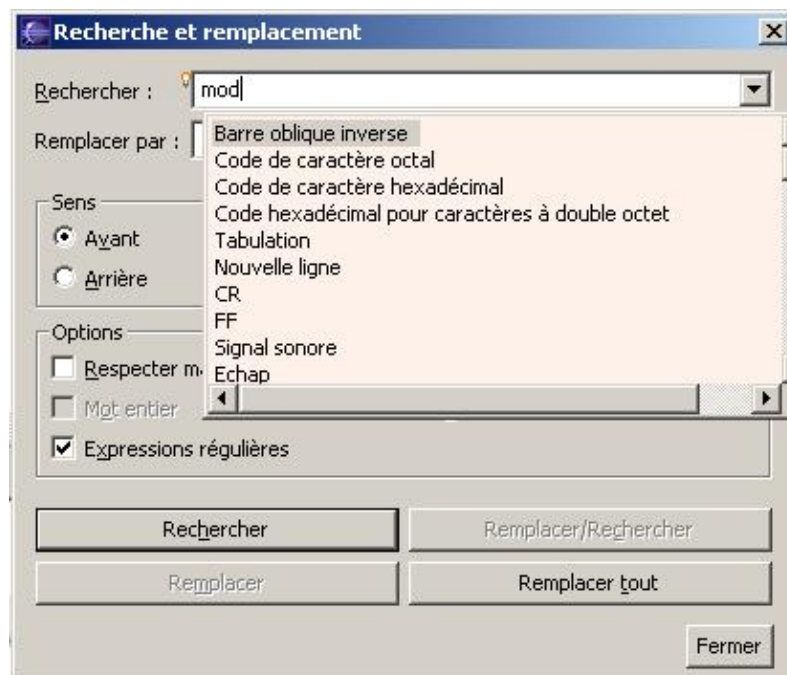 Recherche et remplacement
Rechercher : mod
Remplacer par :
Barre oblique inverse
Code de caractère octal
Code de caractère hexadécimal
Code hexadécimal pour caractères à double octet
Tabulation
Nouvelle ligne
CR
FF
Signal sonore
Echap
Sens
Avant
Arrière
Options
Respecter
Mot entier
Expressions régulières
Rechercher
Remplacer/Rechercher
Remplacer
Remplacer tout
Fermer